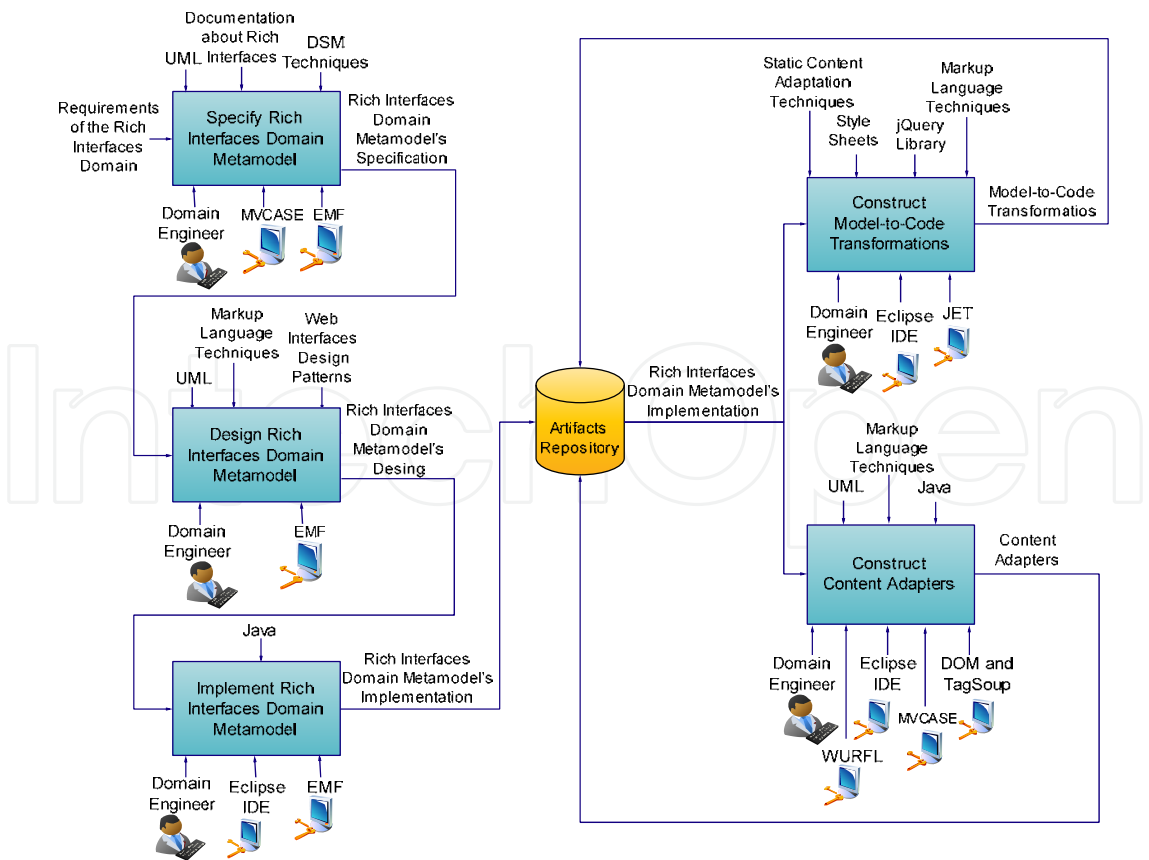 Documentation
about Rich
Interfaces
UML
DSM
Techniques
Requirements
of the Rich
Interfaces
Domain
Specify Rich
Interfaces Domain
Metamodel
Rich Interfaces
Domain
Metamodel's
Specification
Domain
Engineer
MVCASE
EMF
Markup
Language
Techniques
UML
Web
Interfaces
Design
Patterns
Design Rich
Interfaces Domain
Metamodel
Rich Interfaces
Domain
Metamodel's
Desing
Domain
Engineer
EMF
Java
Implement Rich
Interfaces Domain
Metamodel
Rich Interfaces
Domain Metamodel's
Implementation
Domain
Engineer
Eclipse
IDE
EMF
Artifacts
Repository
Rich Interfaces
Domain Metamodel's
Implementation
Static Content
Adaptation
Techniques
Style
Sheets
jQuery
Library
Markup
Language
Techniques
Construct
Model-to-Code
Transformations
Model-to-Code
Transformatios
Domain
Engineer
Eclipse
IDE
JET
Markup
Language
Techniques
UML
Java
Construct
Content Adapters
Content
Adapters
Domain
Engineer
WURFL
Eclipse
IDE
MVCASE
DOM and
TagSoup
IntechOpen